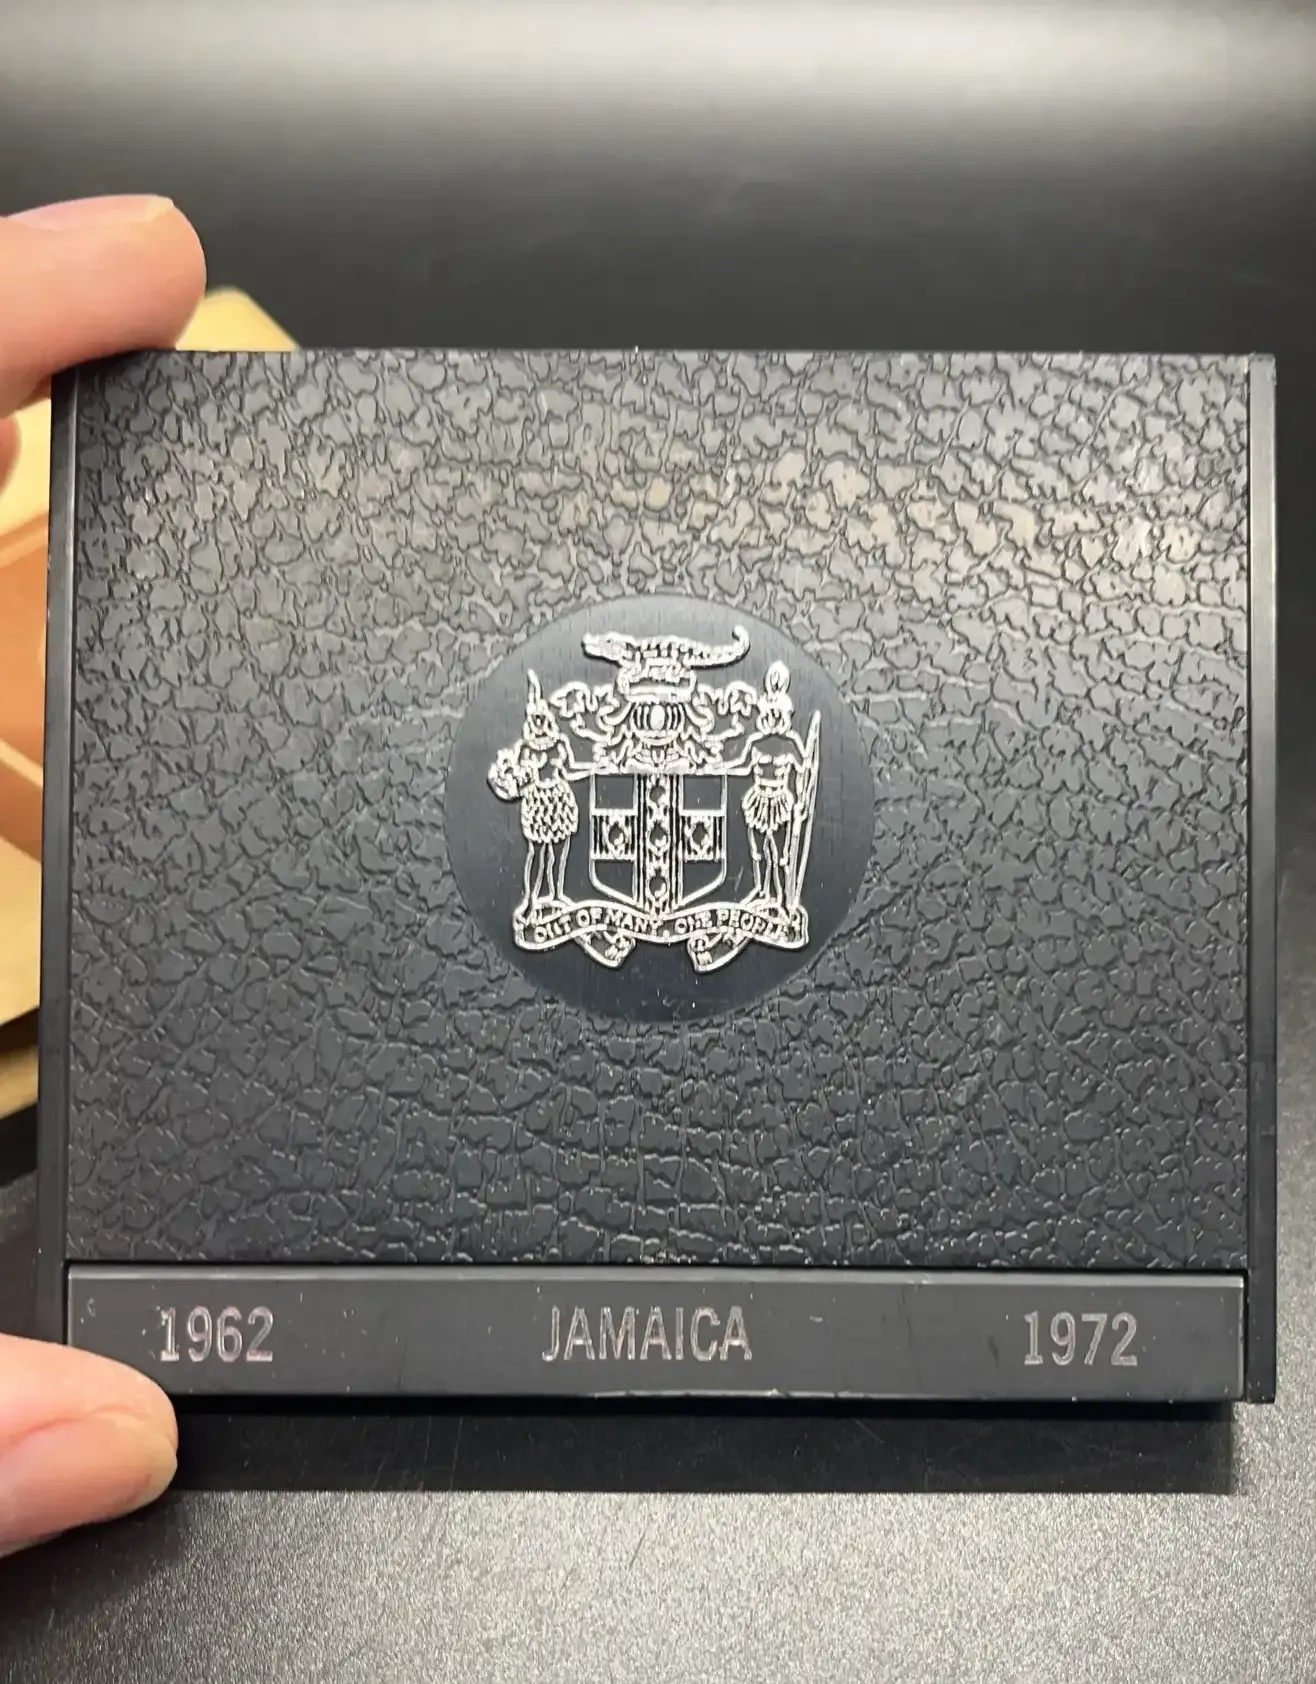 OUT OF MANY, ONE PEOPLE
1962 JAMAICA 1972